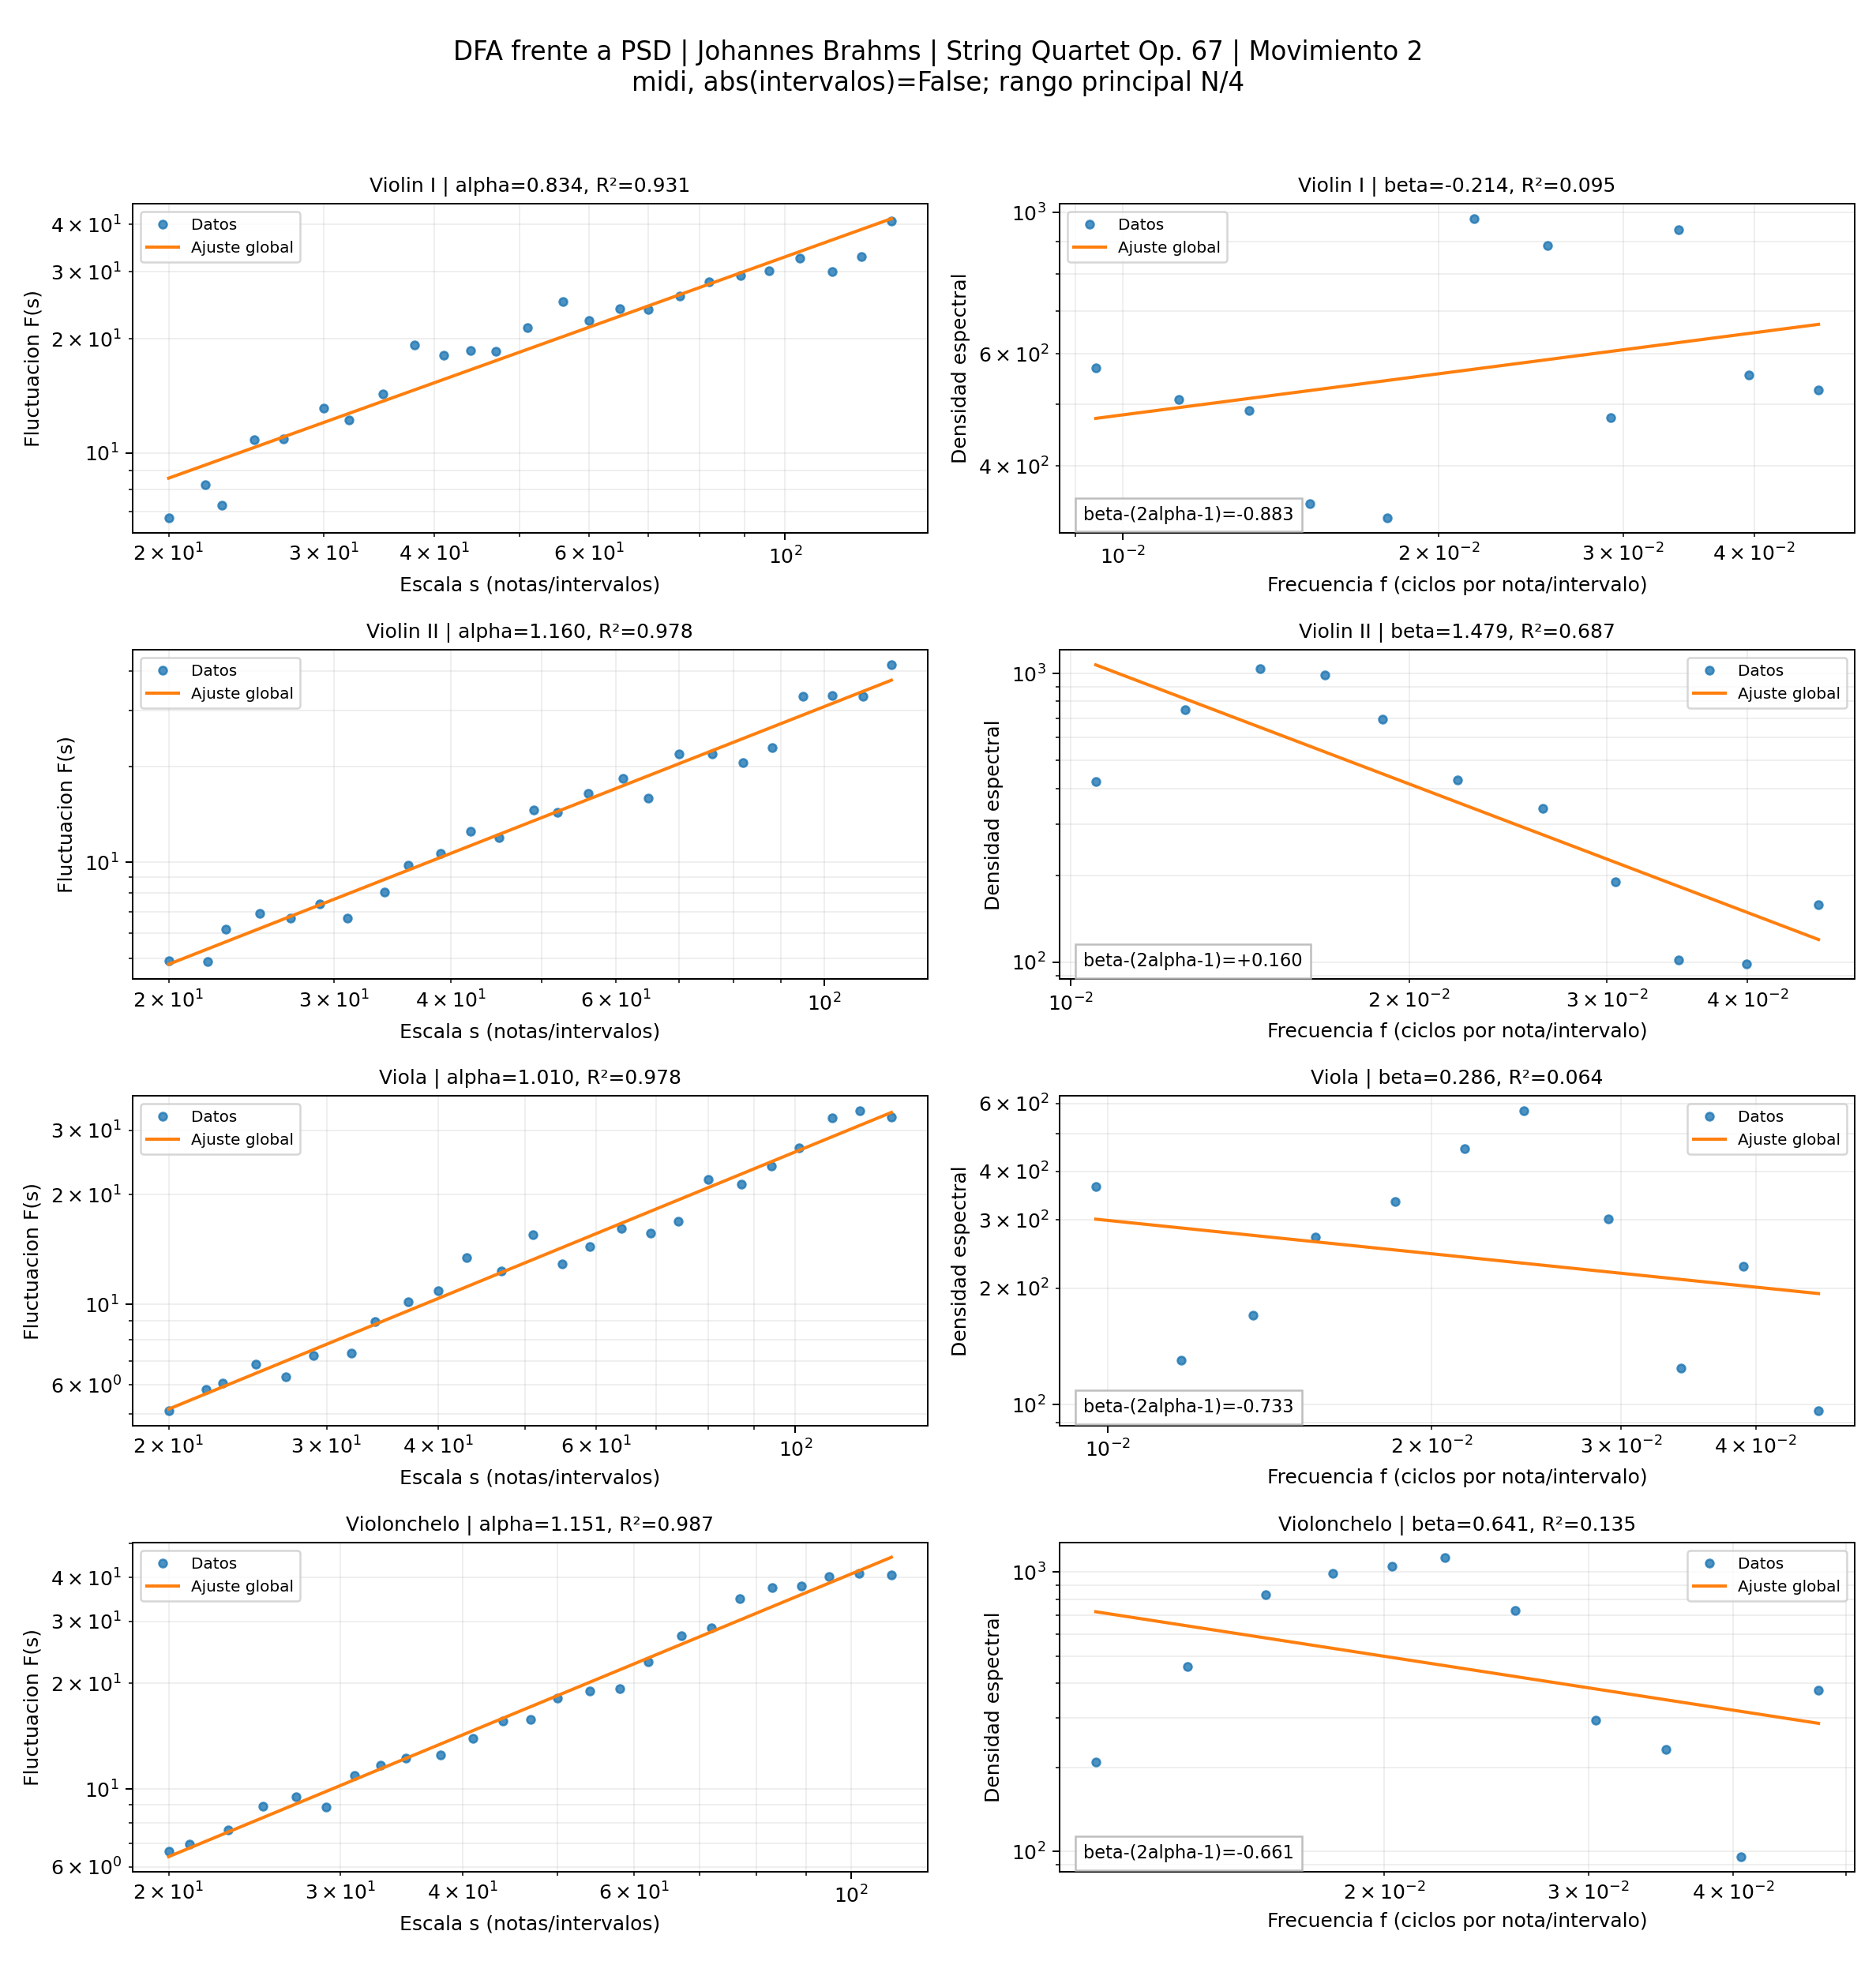 DFA frente a PSD | Johannes Brahms | String Quartet Op. 67 | Movimiento 2
midi, abs(intervalos)=False; rango principal N/4
Violin I | alpha=0.834, R²=0.931
Fluctuacion F(s)
4 × 10¹
3 × 10¹
2 × 10¹
10¹
Datos
Ajuste global
2 × 10¹ 3 × 10¹ 4 × 10¹ 6 × 10¹ 10²
Escala s (notas/intervalos)
Violin I | beta=-0.214, R²=0.095
Densidad espectral
10³
6 × 10²
4 × 10²
Datos
Ajuste global
beta-(2alpha-1)=-0.883
10⁻² 2 × 10⁻² 3 × 10⁻² 4 × 10⁻²
Frecuencia f (ciclos por nota/intervalo)
Violin II | alpha=1.160, R²=0.978
Fluctuacion F(s)
10¹
Datos
Ajuste global
2 × 10¹ 3 × 10¹ 4 × 10¹ 6 × 10¹ 10²
Escala s (notas/intervalos)
Violin II | beta=1.479, R²=0.687
Densidad espectral
10³
10²
Datos
Ajuste global
beta-(2alpha-1)=+0.160
10⁻² 2 × 10⁻² 3 × 10⁻² 4 × 10⁻²
Frecuencia f (ciclos por nota/intervalo)
Viola | alpha=1.010, R²=0.978
Fluctuacion F(s)
3 × 10¹
2 × 10¹
10¹
6 × 10⁰
Datos
Ajuste global
2 × 10¹ 3 × 10¹ 4 × 10¹ 6 × 10¹ 10²
Escala s (notas/intervalos)
Viola | beta=0.286, R²=0.064
Densidad espectral
6 × 10²
4 × 10²
3 × 10²
2 × 10²
10²
Datos
Ajuste global
beta-(2alpha-1)=-0.733
10⁻² 2 × 10⁻² 3 × 10⁻² 4 × 10⁻²
Frecuencia f (ciclos por nota/intervalo)
Violonchelo | alpha=1.151, R²=0.987
Fluctuacion F(s)
4 × 10¹
3 × 10¹
2 × 10¹
10¹
6 × 10⁰
Datos
Ajuste global
2 × 10¹ 3 × 10¹ 4 × 10¹ 6 × 10¹ 10²
Escala s (notas/intervalos)
Violonchelo | beta=0.641, R²=0.135
Densidad espectral
10³
10²
Datos
Ajuste global
beta-(2alpha-1)=-0.661
2 × 10⁻² 3 × 10⁻² 4 × 10⁻²
Frecuencia f (ciclos por nota/intervalo)